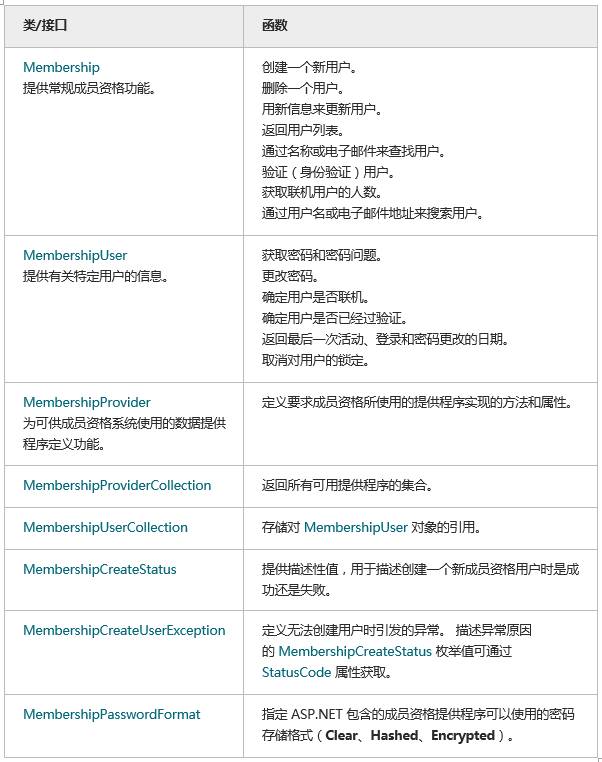 类/接口
函数
Membership
提供常规成员资格功能。
创建一个新用户。
删除一个用户。
用新信息来更新用户。
返回用户列表。
通过名称或电子邮件来查找用户。
验证（身份验证）用户。
获取联机用户的人数。
通过用户名或电子邮件地址来搜索用户。
MembershipUser
提供有关特定用户的信息。
获取密码和密码问题。
更改密码。
确定用户是否联机。
确定用户是否已经过验证。
返回最后一次活动、登录和密码更改的日期。
取消对用户的锁定。
MembershipProvider
为可供成员资格系统使用的数据提供
程序定义功能。
定义要求成员资格所使用的提供程序实现的方法和属性。
MembershipProviderCollection
返回所有可用提供程序的集合。
MembershipUserCollection
存储对 MembershipUser 对象的引用。
MembershipCreateStatus
提供描述性值，用于描述创建一个新成员资格用户时是成
功还是失败。
MembershipCreateUserException
定义无法创建用户时引发的异常。 描述异常原因
的 MembershipCreateStatus 枚举值可通过
StatusCode 属性获取。
MembershipPasswordFormat
指定 ASP.NET 包含的成员资格提供程序可以使用的密码
存储格式（Clear、Hashed、Encrypted）。